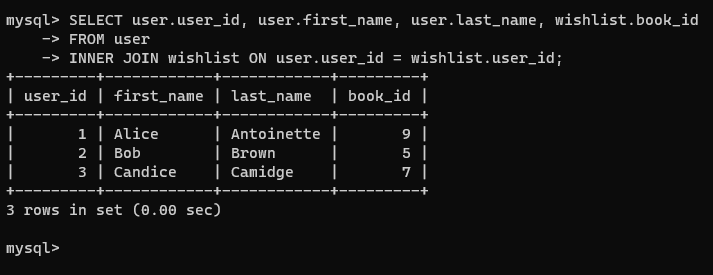 mysql> SELECT user.user_id, user.first_name, user.last_name, wishlist.book_id
    -> FROM user
    -> INNER JOIN wishlist ON user.user_id = wishlist.user_id;
+---------+------------+------------+---------+
| user_id | first_name | last_name  | book_id |
+---------+------------+------------+---------+
|       1 | Alice      | Antoinette |       9 |
|       2 | Bob        | Brown      |       5 |
|       3 | Candice    | Camidge    |       7 |
+---------+------------+------------+---------+
3 rows in set (0.00 sec)

mysql>